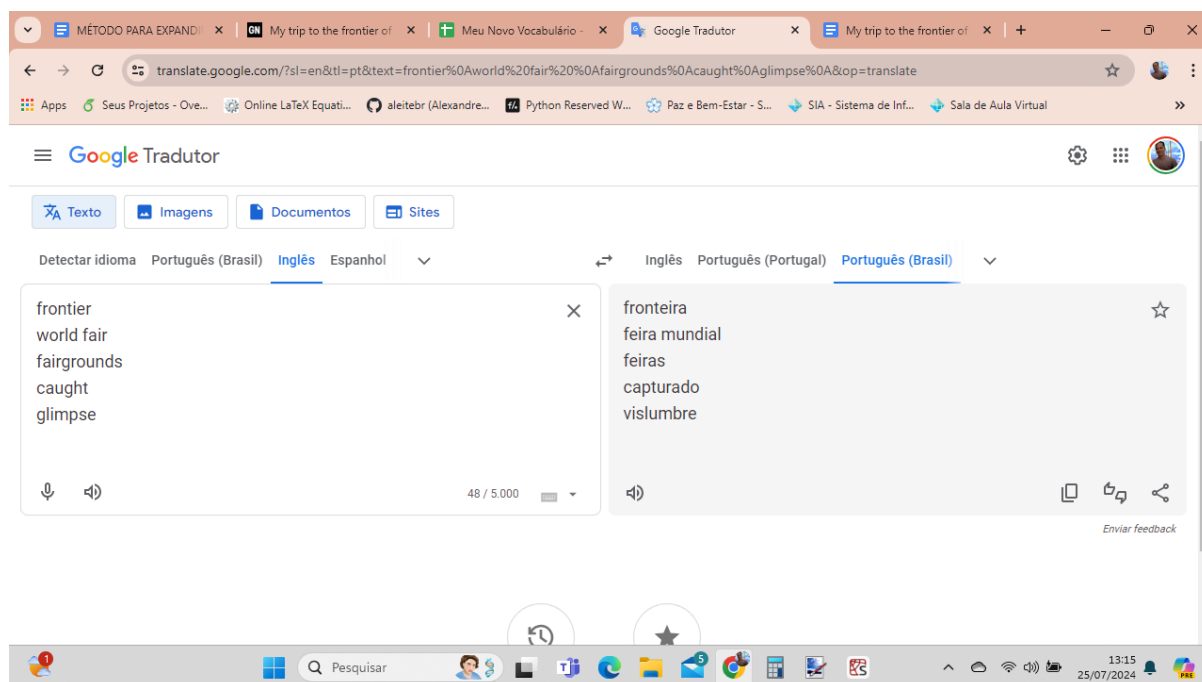 MÉTODO PARA EXPANDI
GN My trip to the frontier of
Meu Novo Vocabulário -
Google Tradutor
My trip to the frontier of
translate.google.com/?sl=en&tl=pt&text=frontier%0Aworld%20fair%20%0Afairgrounds%0Acaught%0Aglimpse%0A&op=translate
Apps
Seus Projetos - Ove...
Online LaTeX Equati...
aleitebr (Alexandre...
Python Reserved W...
Paz e Bem-Estar - S...
SIA - Sistema de Inf...
Sala de Aula Virtual
Google Tradutor
Texto
Imagens
Documentos
Sites
Detectar idioma Português (Brasil) Inglês Espanhol
Inglês Português (Portugal) Português (Brasil)
frontier
world fair
fairgrounds
caught
glimpse
48 / 5.000
fronteira
feira mundial
feiras
capturado
vislumbre
Enviar feedback
1
Pesquisar
5
13:15
25/07/2024
PRE